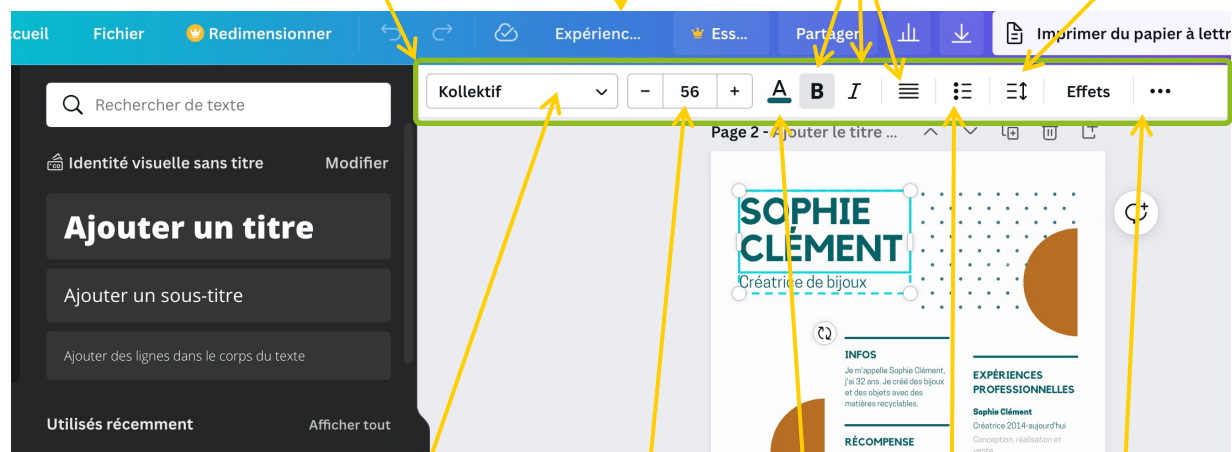 ccueil Fichier Redimensionner Expérienc... Ess... Partager Imprimer du papier à lettr
Kollektif - 56 + A B I Effets ...
Rechercher de texte
Page 2 - Ajouter le titre ...
CO. Identité visuelle sans titre Modifier
Ajouter un titre
Ajouter un sous-titre
Ajouter des lignes dans le corps du texte
Utilisés récemment Afficher tout
SOPHIE
CLÉMENT
Créatrice de bijoux
INFOS
Je m'appelle Sophie Clément,
j'ai 32 ans. Je créé des bijoux
et des objets avec des
matières recyclables.
RÉCOMPENSE
EXPÉRIENCES
PROFESSIONNELLES
Sophie Clément
Créatrice 2014-aujourd'hui
Conception, réalisation et
vente